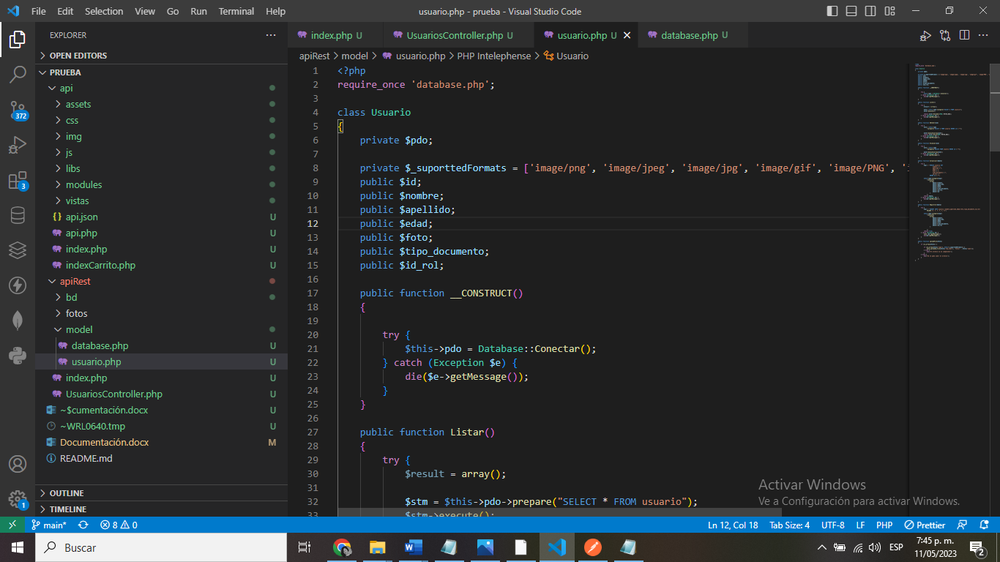 File Edit Selection View Go Run Terminal Help
usuario.php - prueba - Visual Studio Code
EXPLORER
OPEN EDITORS
PRUEBA
api
assets
css
img
js
libs
modules
vistas
api.json U
api.php U
index.php U
indexCarrito.php U
apiRest
bd
fotos
model
database.php U
usuario.php U
index.php U
UsuariosController.php U
~$cumentación.docx U
~WRL0640.tmp U
Documentación.docx M
README.md
OUTLINE
TIMELINE
372
3
1
index.php U UsuariosController.php U usuario.php U database.php U
apiRest > model > usuario.php > PHP Intelephense > Usuario
1 <?php
2 require_once 'database.php';
3
4 class Usuario
5 {
6 private $pdo;
7
8 private $_suporttedFormats = ['image/png', 'image/jpeg', 'image/jpg', 'image/gif', 'image/PNG',
9 public $id;
10 public $nombre;
11 public $apellido;
12 public $edad;
13 public $foto;
14 public $tipo_documento;
15 public $id_rol;
16
17 public function __CONSTRUCT()
18 {
19
20 try {
21 $this->pdo = Database::Conectar();
22 } catch (Exception $e) {
23 die($e->getMessage());
24 }
25 }
26
27 public function Listar()
28 {
29 try {
30 $result = array();
31
32 $stm = $this->pdo->prepare("SELECT * FROM usuario");
33 $stm->execute();
Activar Windows
Ve a Configuración para activar Windows.
main* 8 0 Ln 12, Col 18 Tab Size: 4 UTF-8 LF PHP Prettier
Buscar
ESP
7:45 p. m.
11/05/2023
2